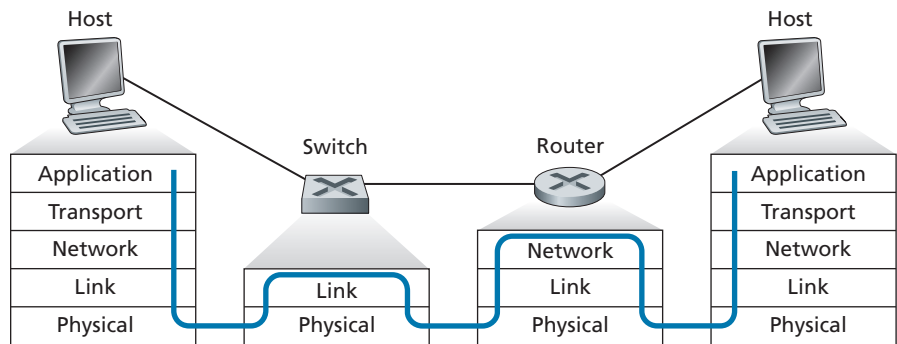 Host
Host
Switch
Router
Application
Transport
Network
Link
Physical
Link
Physical
Network
Link
Physical
Application
Transport
Network
Link
Physical